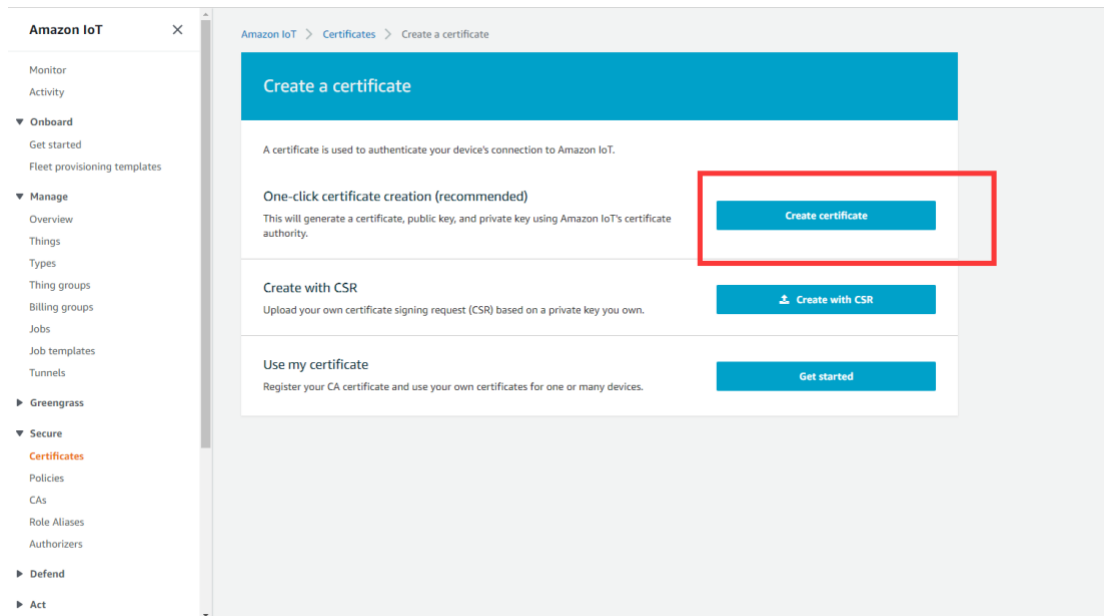 Amazon IoT
Monitor
Activity
Onboard
Get started
Fleet provisioning templates
Manage
Overview
Things
Types
Thing groups
Billing groups
Jobs
Job templates
Tunnels
Greengrass
Secure
Certificates
Policies
CAs
Role Aliases
Authorizers
Defend
Act
Amazon IoT > Certificates > Create a certificate
Create a certificate
A certificate is used to authenticate your device's connection to Amazon IoT.
One-click certificate creation (recommended)
This will generate a certificate, public key, and private key using Amazon IoT's certificate
authority.
Create certificate
Create with CSR
Upload your own certificate signing request (CSR) based on a private key you own.
Create with CSR
Use my certificate
Register your CA certificate and use your own certificates for one or many devices.
Get started